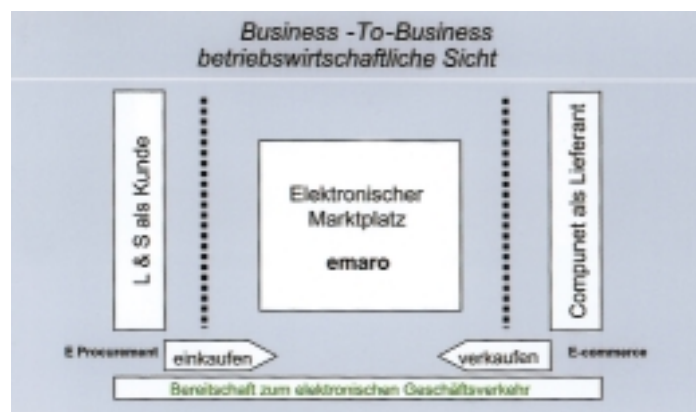 Business -To-Business
betriebswirtschaftliche Sicht
L & S als Kunde
Elektronischer
Marktplatz
emaro
Compunet als Lieferant
E Procurement
einkaufen
verkaufen
E-commerce
Bereitschaft zum elektronischen Geschäftsverkehr